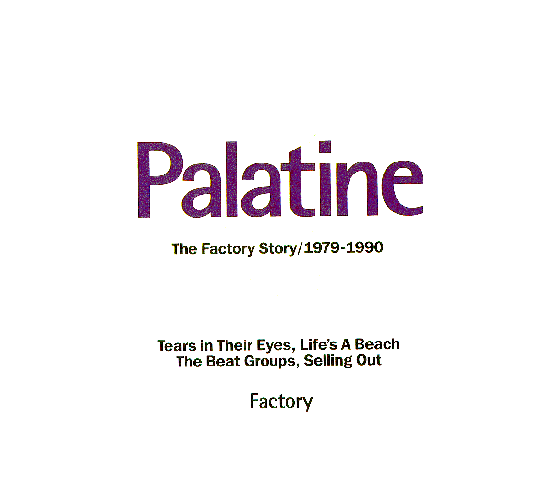 Palatine
The Factory Story/1979-1990
Tears in Their Eyes, Life's A Beach
The Beat Groups, Selling Out
Factory